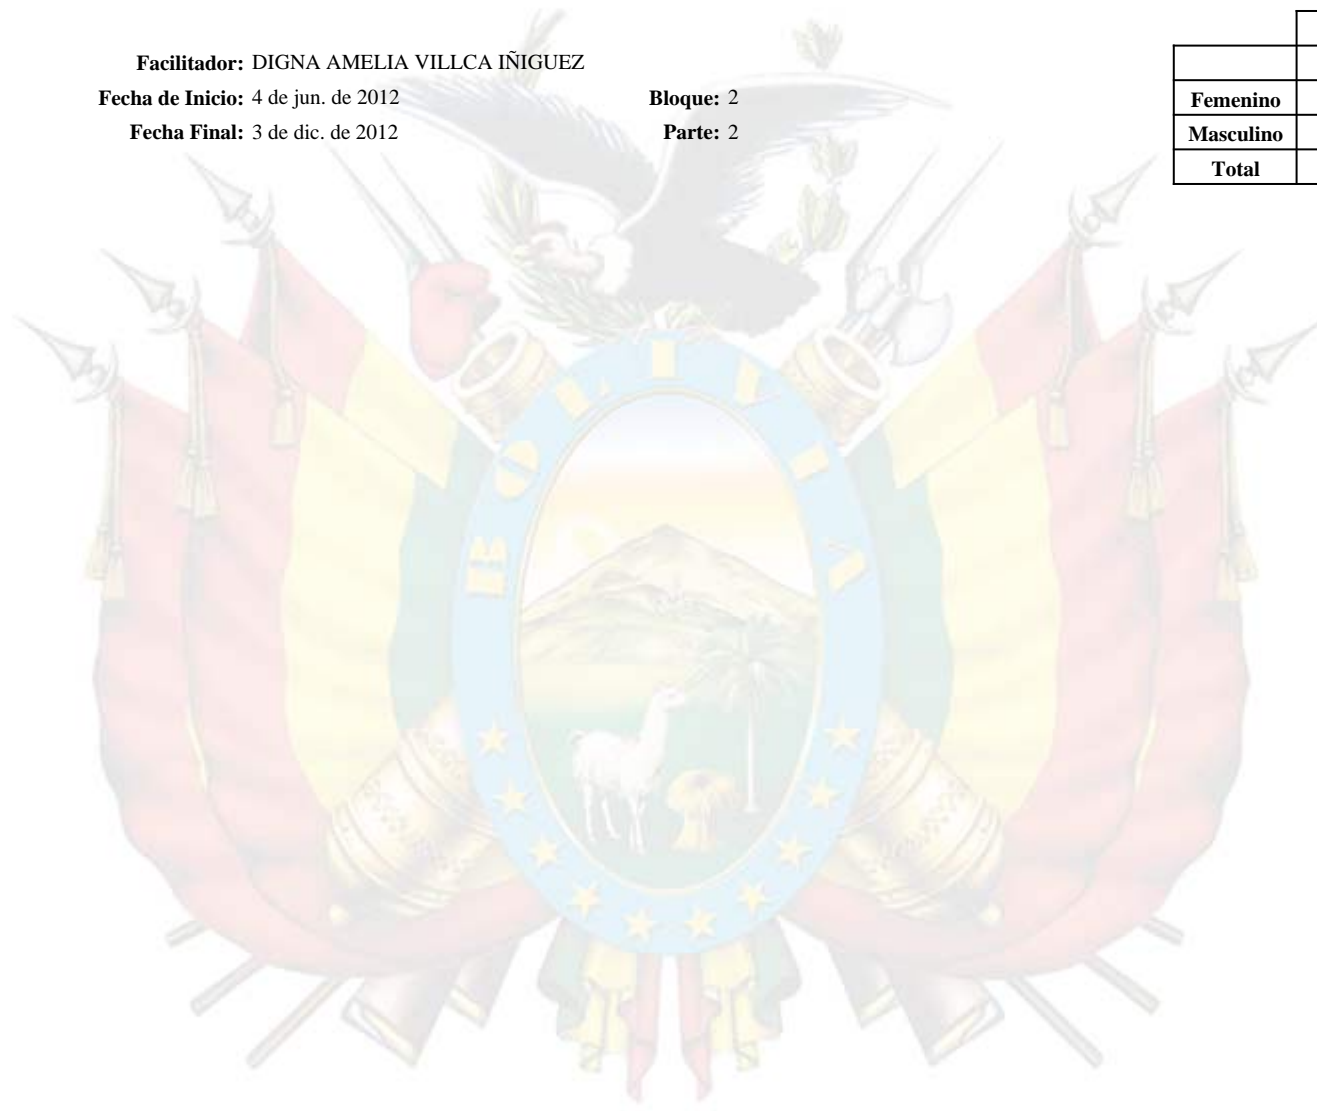 Facilitador: DIGNA AMELIA VILLCA IÑIGUEZ
Fecha de Inicio: 4 de jun. de 2012 Bloque: 2
Fecha Final: 3 de dic. de 2012 Parte: 2
Femenino
Masculino
Total
BOLIVIA